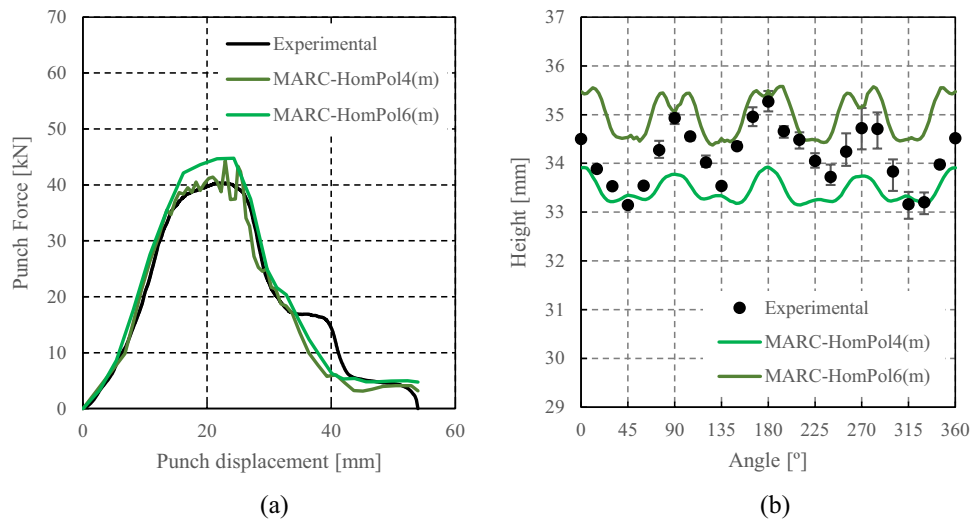 70
60
50
40
30
20
10
0
Punch Force [kN]
Experimental
MARC-HomPol4(m)
MARC-HomPol6(m)
0 20 40 60
Punch displacement [mm]
(a)
37
36
35
34
33
32
31
30
29
Height [mm]
Experimental
MARC-HomPol4(m)
MARC-HomPol6(m)
0 45 90 135 180 225 270 315 360
Angle [º]
(b)